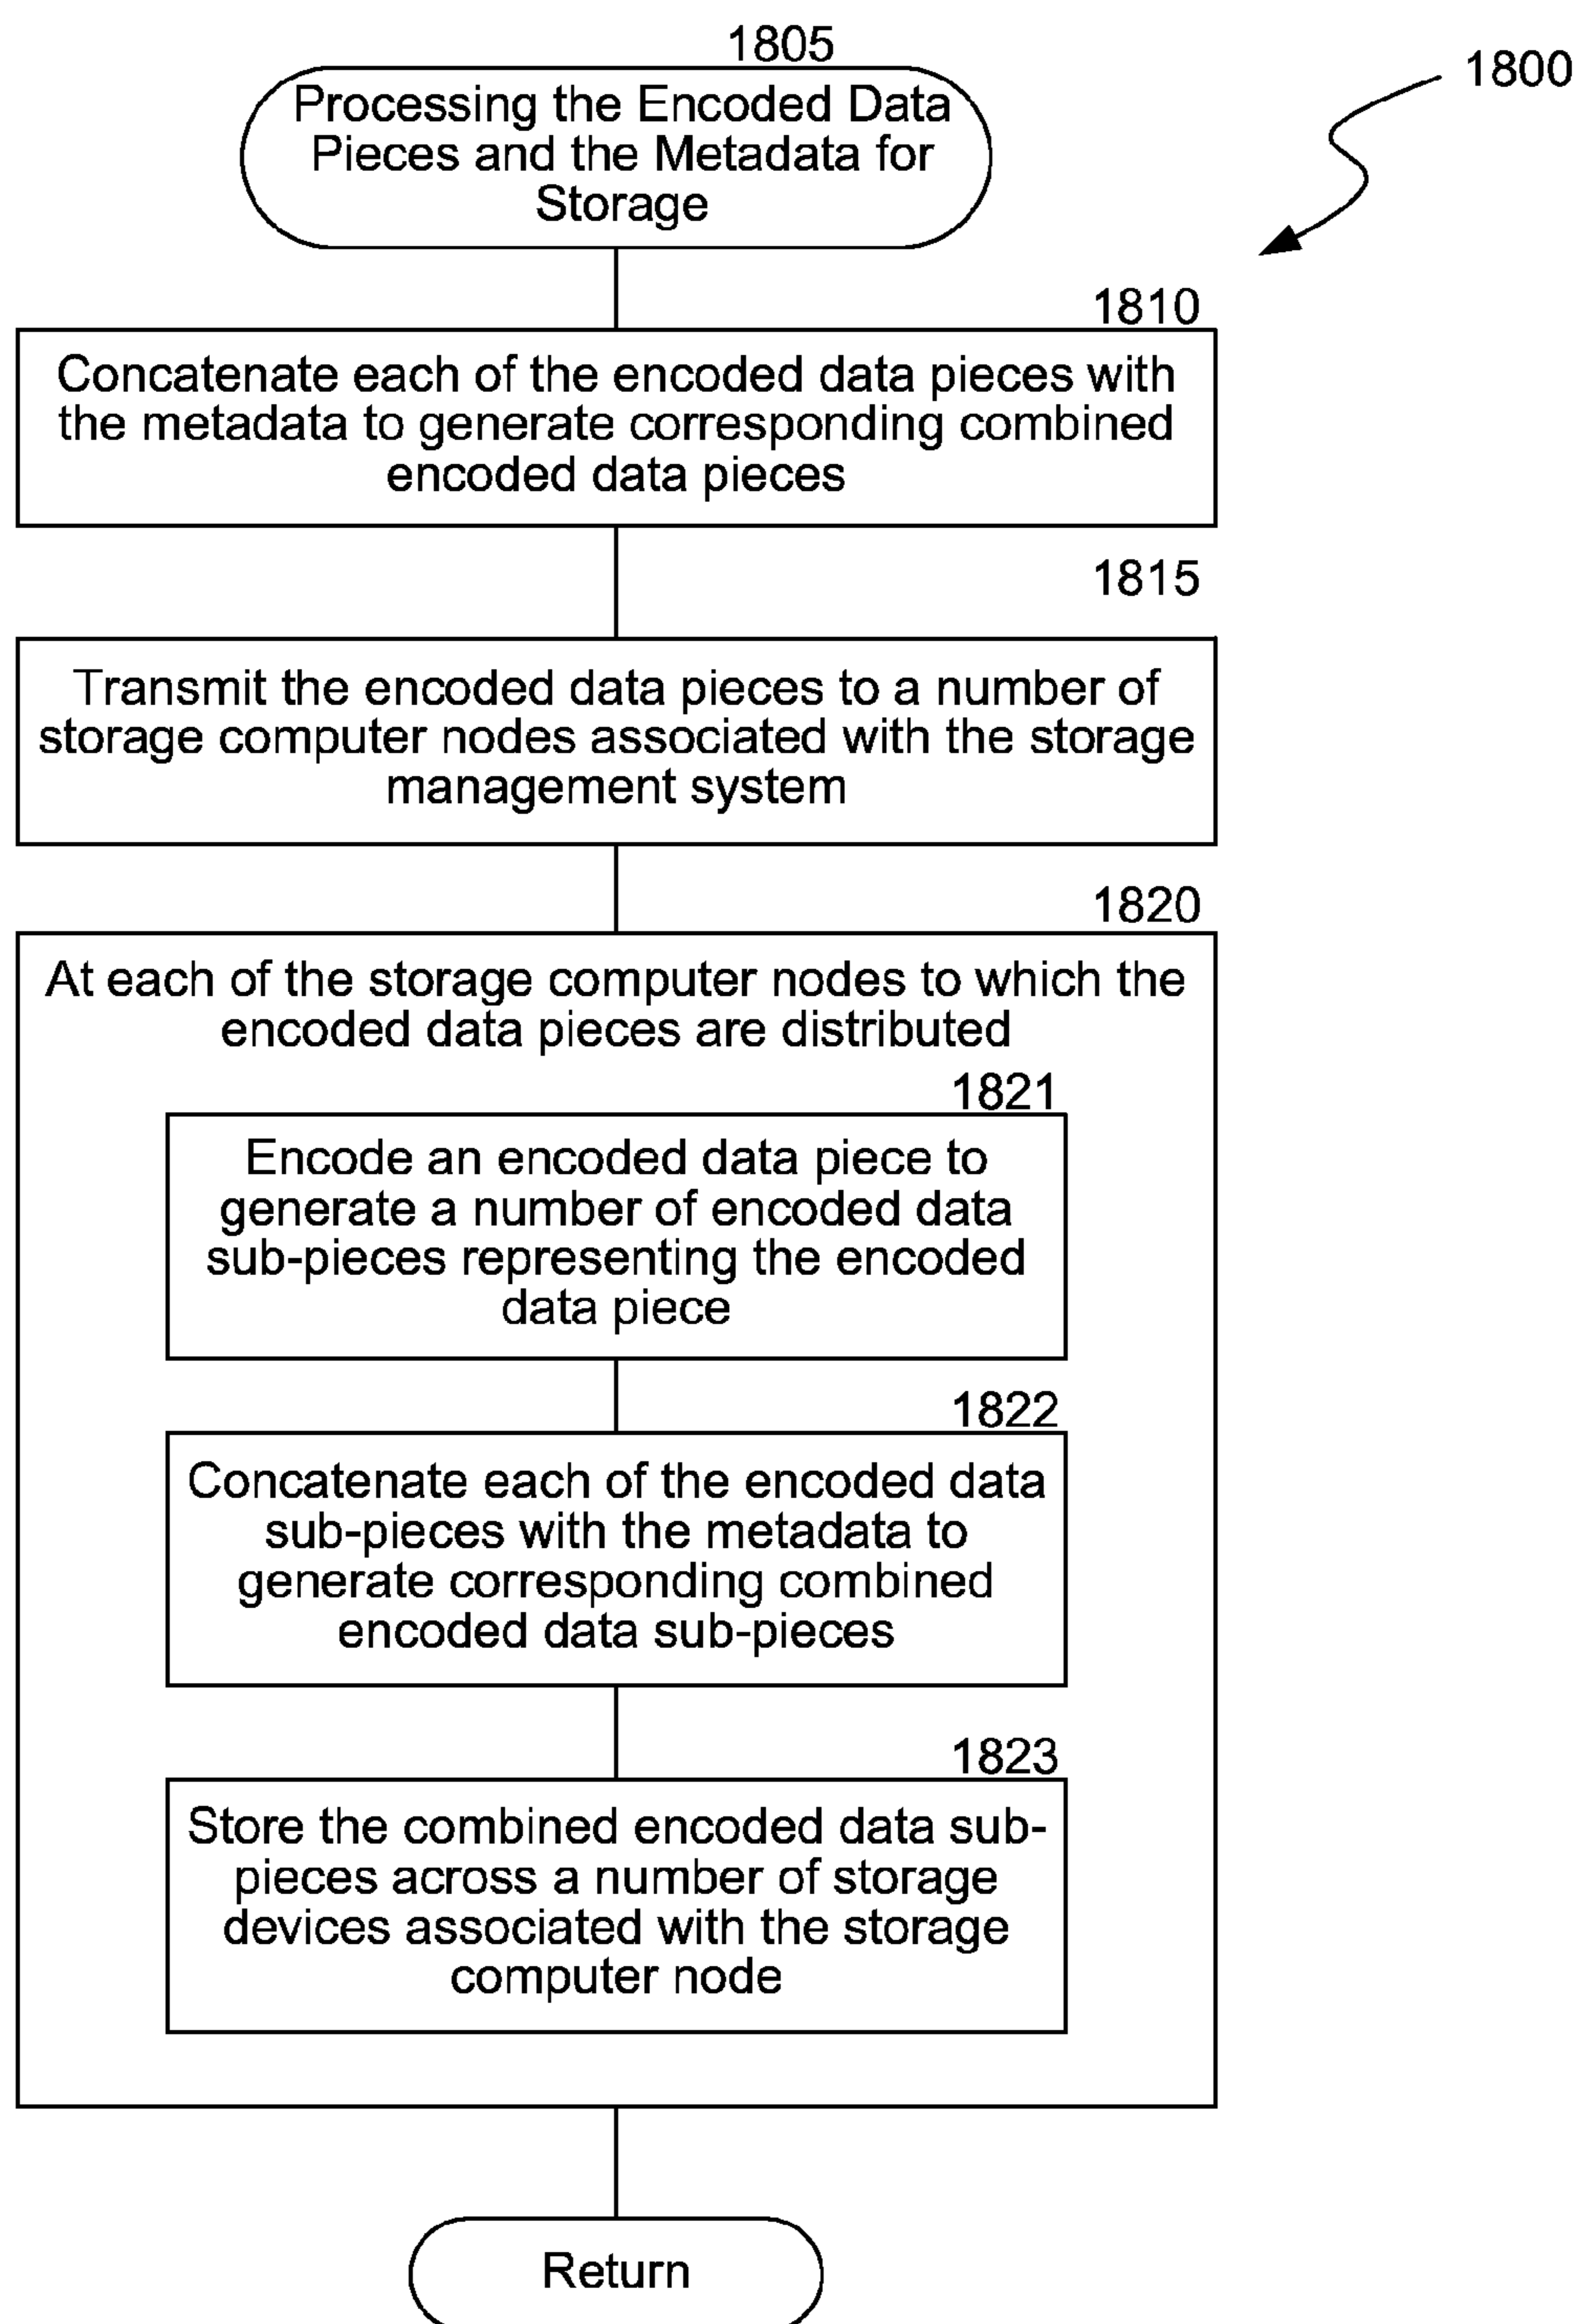 1805
1800
Processing the Encoded Data
Pieces and the Metadata for
Storage
1810
Concatenate each of the encoded data pieces with
the metadata to generate corresponding combined
encoded data pieces
1815
Transmit the encoded data pieces to a number of
storage computer nodes associated with the storage
management system
1820
At each of the storage computer nodes to which the
encoded data pieces are distributed
1821
Encode an encoded data piece to
generate a number of encoded data
sub-pieces representing the encoded
data piece
1822
Concatenate each of the encoded data
sub-pieces with the metadata to
generate corresponding combined
encoded data sub-pieces
1823
Store the combined encoded data sub-
pieces across a number of storage
devices associated with the storage
computer node
Return